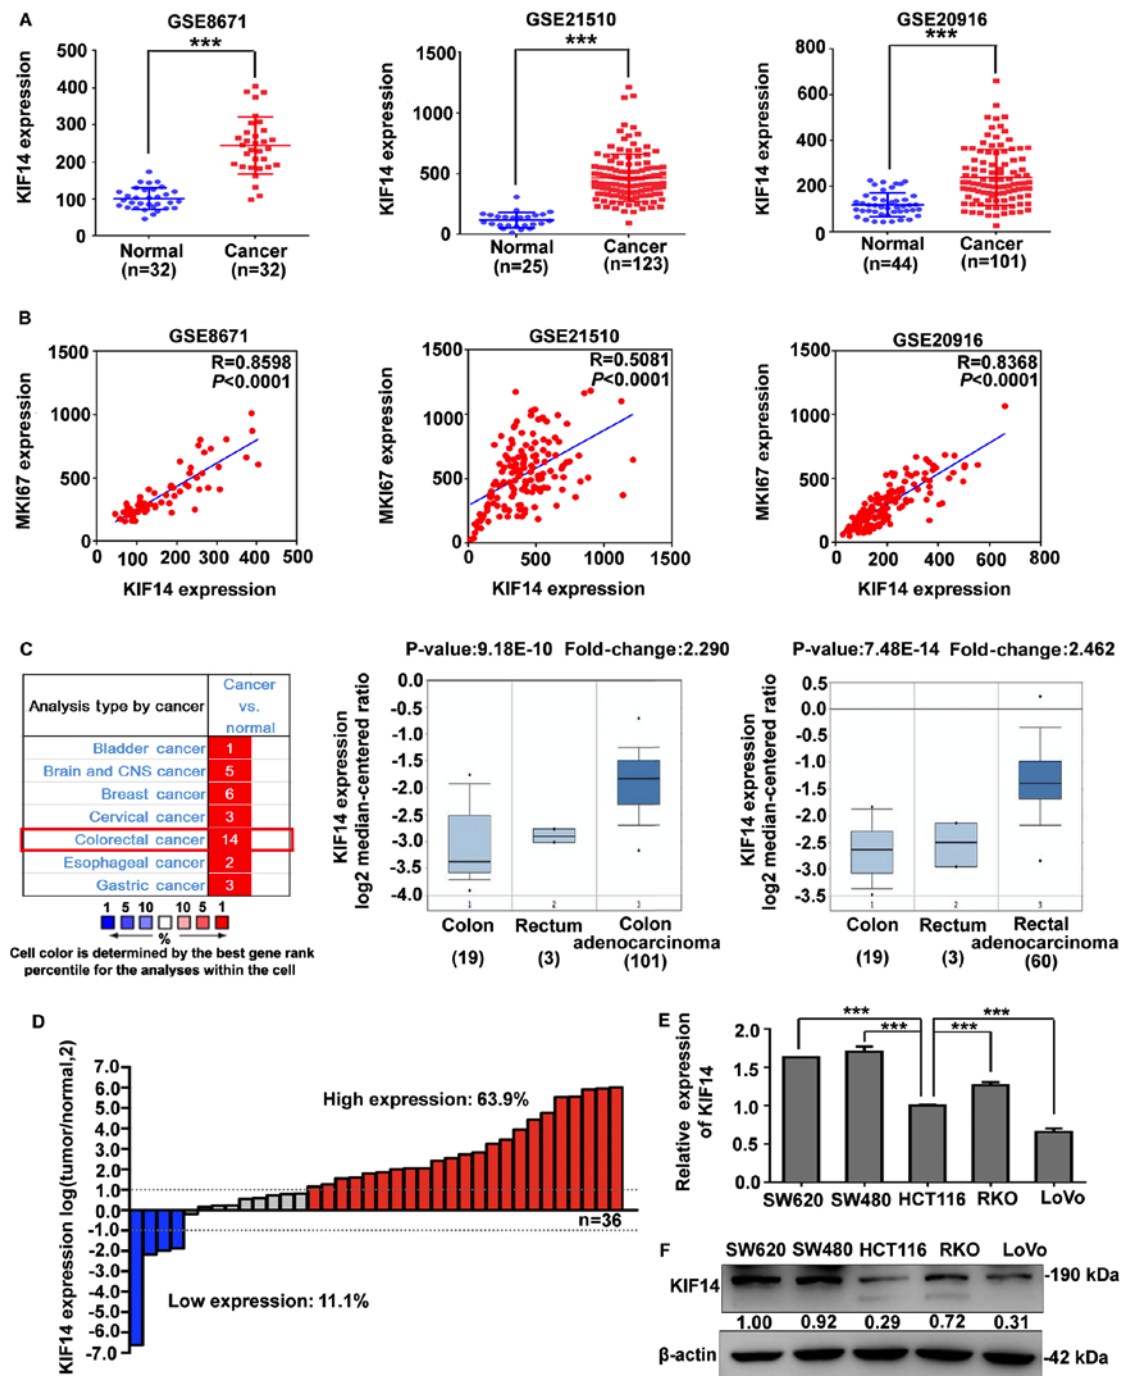 A
GSE8671
GSE21510
GSE20916
***
***
***
KIF14 expression
500
400
300
200
100
0
Normal
(n=32)
Cancer
(n=32)
KIF14 expression
1500
1000
500
0
Normal
(n=25)
Cancer
(n=123)
KIF14 expression
800
600
400
200
0
Normal
(n=44)
Cancer
(n=101)
B
GSE8671
R=0.8598
P<0.0001
MKI67 expression
1500
1000
500
0
0 100 200 300 400 500
KIF14 expression
GSE21510
R=0.5081
P<0.0001
MKI67 expression
1500
1000
500
0
0 500 1000 1500
KIF14 expression
GSE20916
R=0.8368
P<0.0001
MKI67 expression
1500
1000
500
0
0 200 400 600 800
KIF14 expression
C
Analysis type by cancer
Cancer
vs.
normal
Bladder cancer 1
Brain and CNS cancer 5
Breast cancer 6
Cervical cancer 3
Colorectal cancer 14
Esophageal cancer 2
Gastric cancer 3
1 5 10 10 5 1
%
Cell color is determined by the best gene rank
percentile for the analyses within the cell
P-value:9.18E-10 Fold-change:2.290
KIF14 expression
log2 median-centered ratio
0.0
-0.5
-1.0
-1.5
-2.0
-2.5
-3.0
-3.5
-4.0
1 2 3
Colon
(19)
Rectum
(3)
Colon
adenocarcinoma
(101)
P-value:7.48E-14 Fold-change:2.462
KIF14 expression
log2 median-centered ratio
0.5
0.0
-0.5
-1.0
-1.5
-2.0
-2.5
-3.0
-3.5
1 2 3
Colon
(19)
Rectum
(3)
Rectal
adenocarcinoma
(60)
D
KIF14 expression log(tumor/normal,2)
7.0
6.0
5.0
4.0
3.0
2.0
1.0
0.0
-1.0
-2.0
-3.0
-4.0
-5.0
-6.0
-7.0
High expression: 63.9%
n=36
Low expression: 11.1%
E
Relative expression
of KIF14
2.0
1.5
1.0
0.5
0.0
*** ***
*** ***
SW620 SW480 HCT116 RKO LoVo
F
SW620 SW480 HCT116 RKO LoVo
KIF14 -190 kDa
1.00 0.92 0.29 0.72 0.31
β-actin -42 kDa